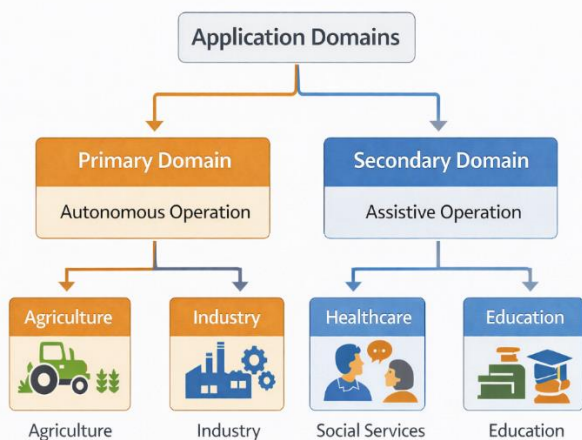 Application Domains
Primary Domain
Secondary Domain
Autonomous Operation
Assistive Operation
Agriculture
Industry
Healthcare
Education
Agriculture
Industry
Social Services
Education